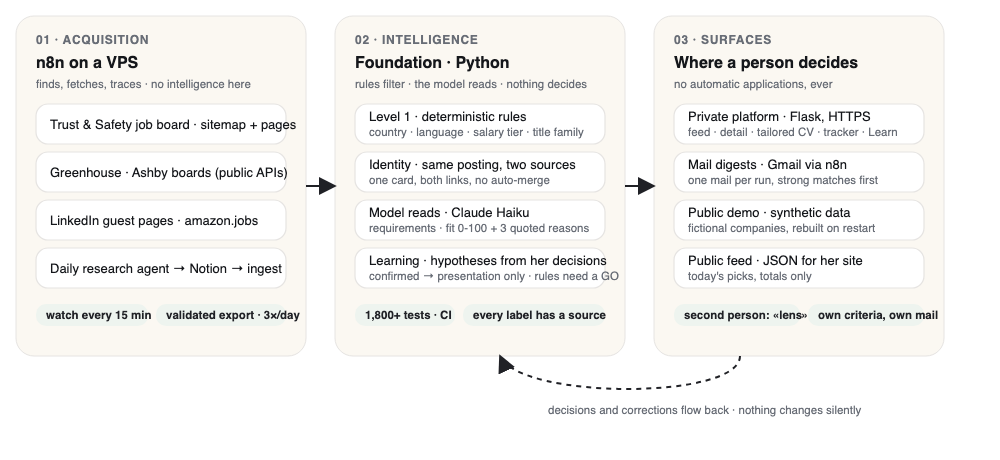 01 · ACQUISITION
n8n on a VPS
finds, fetches, traces · no intelligence here
Trust & Safety job board · sitemap + pages
Greenhouse · Ashby boards (public APIs)
LinkedIn guest pages · amazon.jobs
Daily research agent → Notion → ingest
watch every 15 min
validated export · 3×/day
02 · INTELLIGENCE
Foundation · Python
rules filter · the model reads · nothing decides
Level 1 · deterministic rules
country · language · salary tier · title family
Identity · same posting, two sources
one card, both links, no auto-merge
Model reads · Claude Haiku
requirements · fit 0-100 + 3 quoted reasons
Learning · hypotheses from her decisions
confirmed → presentation only · rules need a GO
1,800+ tests · CI
every label has a source
03 · SURFACES
Where a person decides
no automatic applications, ever
Private platform · Flask, HTTPS
feed · detail · tailored CV · tracker · Learn
Mail digests · Gmail via n8n
one mail per run, strong matches first
Public demo · synthetic data
fictional companies, rebuilt on restart
Public feed · JSON for her site
today's picks, totals only
second person: «lens»
own criteria, own mail
decisions and corrections flow back · nothing changes silently